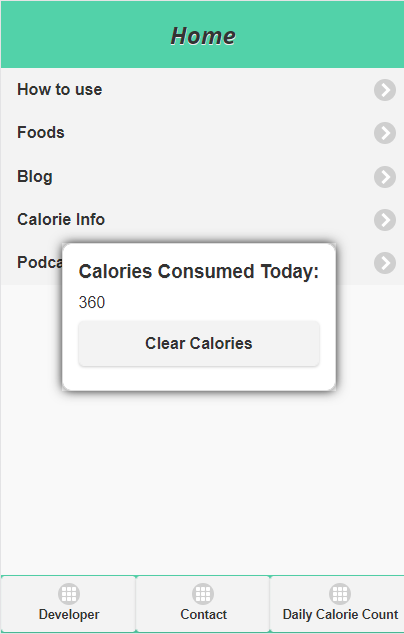 Home
How to use
Foods
Blog
Calorie Info
Podca
Calories Consumed Today:
360
Clear Calories
Developer
Contact
Daily Calorie Count